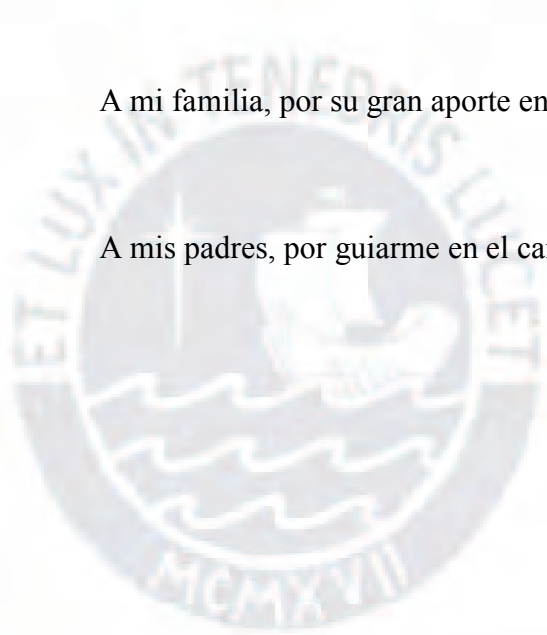 A mi familia, por su gran aporte en
A mis padres, por guiarme en el
ET LUX IN TENEBRIS LUCET
MCMXVII